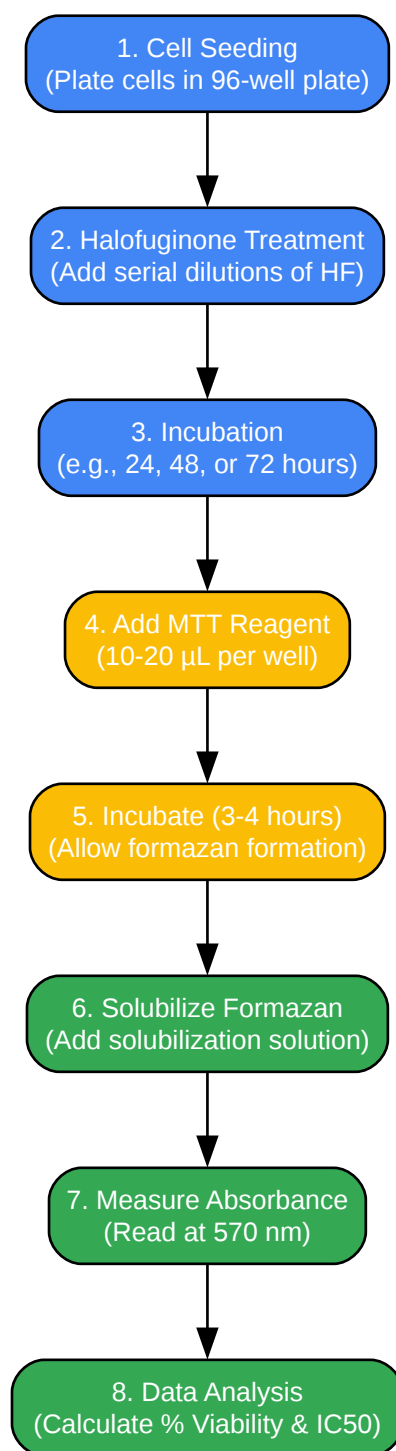 1. Cell Seeding
(Plate cells in 96-well plate)
2. Halofuginone Treatment
(Add serial dilutions of HF)
3. Incubation
(e.g., 24, 48, or 72 hours)
4. Add MTT Reagent
(10-20 µL per well)
5. Incubate (3-4 hours)
(Allow formazan formation)
6. Solubilize Formazan
(Add solubilization solution)
7. Measure Absorbance
(Read at 570 nm)
8. Data Analysis
(Calculate % Viability & IC50)